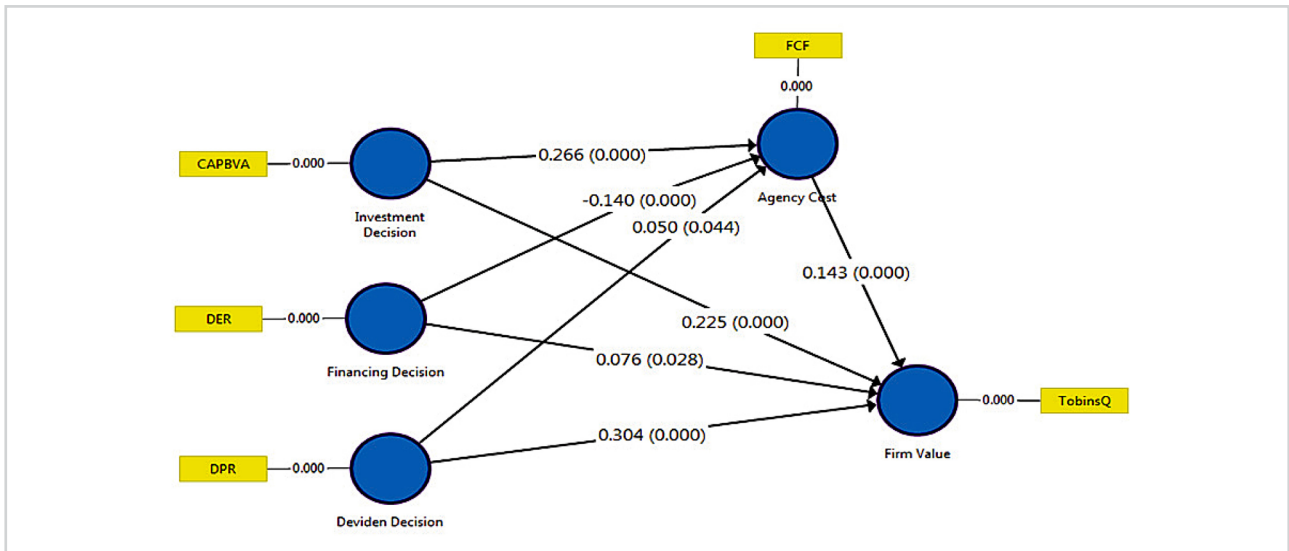 FCF
0.000
CAPBVA
0.000
0.266 (0.000)
Agency Cost
Investment
Decision
-0.140 (0.000)
0.050 (0.044)
0.143 (0.000)
DER
0.000
0.225 (0.000)
Financing Decision
0.076 (0.028)
0.000
TobinsQ
0.304 (0.000)
Firm Value
DPR
0.000
Deviden Decision